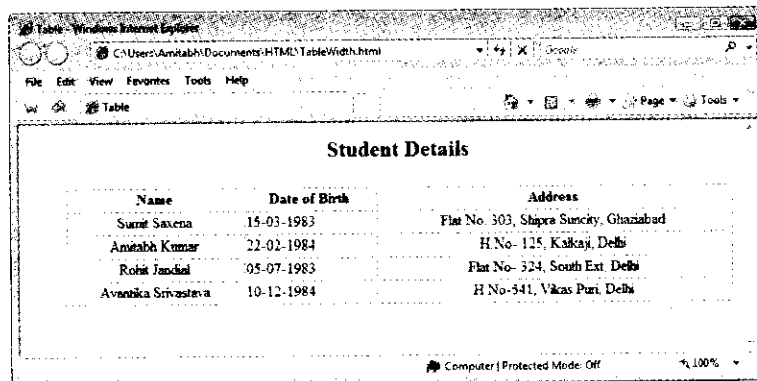 Table - Windows Internet Explorer
C:\Users\Amitabh\Documents\HTML\TableWidth.html
Google
File Edit View Favorites Tools Help
Table
Page Tools
Student Details
Name Date of Birth Address
Sumit Saxena 15-03-1983 Flat No. 303, Shipra Suncity, Ghaziabad
Amitabh Kumar 22-02-1984 H.No- 125, Kalkaji, Delhi
Rohit Jandial 05-07-1983 Flat No- 324, South Ext. Delhi
Avantika Srivastava 10-12-1984 H.No-541, Vikas Puri, Delhi
Computer | Protected Mode: Off 100%